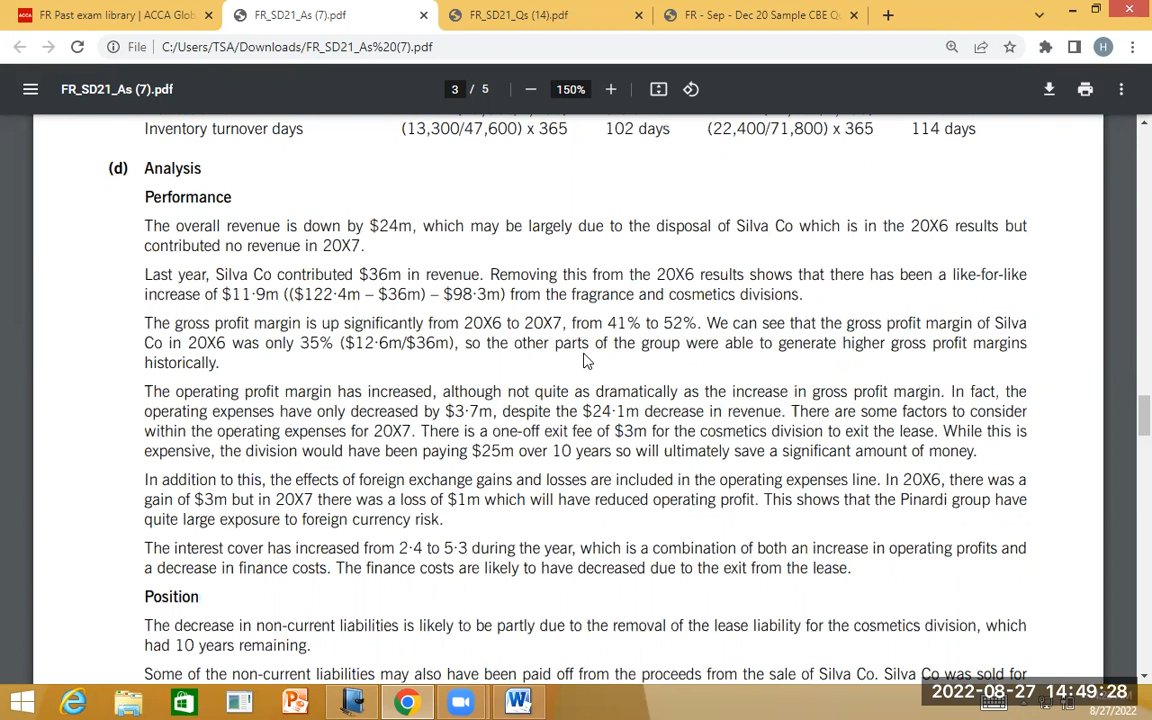 FR Past exam library | ACCA Glob
FR_SD21_As (7).pdf
FR_SD21_Qs (14).pdf
FR - Sep - Dec 20 Sample CBE Q
File
C:/Users/TSA/Downloads/FR_SD21_As%20(7).pdf
H
FR_SD21_As (7).pdf
3 / 5
150%
Inventory turnover days (13,300/47,600) x 365 102 days (22,400/71,800) x 365 114 days
(d) Analysis
Performance
The overall revenue is down by $24m, which may be largely due to the disposal of Silva Co which is in the 20X6 results but
contributed no revenue in 20X7.
Last year, Silva Co contributed $36m in revenue. Removing this from the 20X6 results shows that there has been a like-for-like
increase of $11·9m (($122·4m – $36m) – $98·3m) from the fragrance and cosmetics divisions.
The gross profit margin is up significantly from 20X6 to 20X7, from 41% to 52%. We can see that the gross profit margin of Silva
Co in 20X6 was only 35% ($12·6m/$36m), so the other parts of the group were able to generate higher gross profit margins
historically.
The operating profit margin has increased, although not quite as dramatically as the increase in gross profit margin. In fact, the
operating expenses have only decreased by $3·7m, despite the $24·1m decrease in revenue. There are some factors to consider
within the operating expenses for 20X7. There is a one-off exit fee of $3m for the cosmetics division to exit the lease. While this is
expensive, the division would have been paying $25m over 10 years so will ultimately save a significant amount of money.
In addition to this, the effects of foreign exchange gains and losses are included in the operating expenses line. In 20X6, there was a
gain of $3m but in 20X7 there was a loss of $1m which will have reduced operating profit. This shows that the Pinardi group have
quite large exposure to foreign currency risk.
The interest cover has increased from 2·4 to 5·3 during the year, which is a combination of both an increase in operating profits and
a decrease in finance costs. The finance costs are likely to have decreased due to the exit from the lease.
Position
The decrease in non-current liabilities is likely to be partly due to the removal of the lease liability for the cosmetics division, which
had 10 years remaining.
Some of the non-current liabilities may also have been paid off from the proceeds from the sale of Silva Co. Silva Co was sold for
2022-08-27 14:49:28
8/27/2022